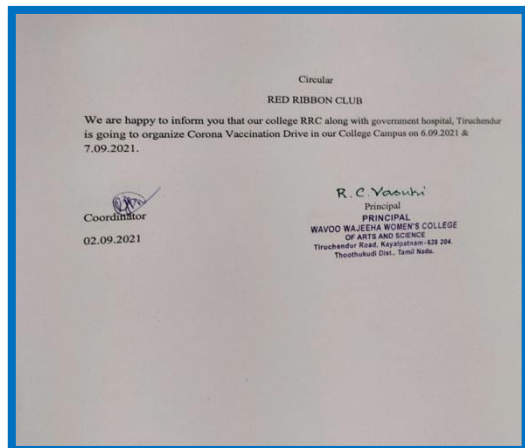 Circular
RED RIBBON CLUB
We are happy to inform you that our college RRC along with government hospital, Tiruchendur
is going to organize Corona Vaccination Drive in our College Campus on 6.09.2021 &
7.09.2021.
Coordinator
02.09.2021
R. C. Vasuhi
Principal
PRINCIPAL
WAVOO WAJEEHA WOMEN'S COLLEGE
OF ARTS AND SCIENCE
Tiruchendur Road, Kayalpatnam-628 204.
Thoothukudi Dist., Tamil Nadu.